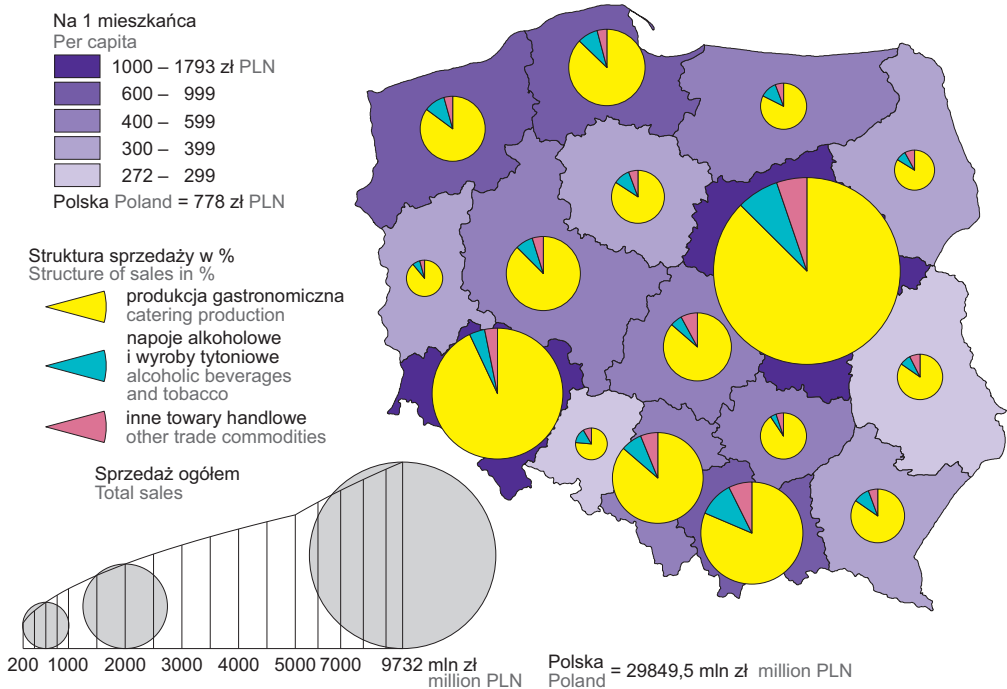 Na 1 mieszkańca
Per capita
1000 – 1793 zł PLN
600 – 999
400 – 599
300 – 399
272 – 299
Polska Poland = 778 zł PLN
Struktura sprzedaży w %
Structure of sales in %
produkcja gastronomiczna
catering production
napoje alkoholowe
i wyroby tytoniowe
alcoholic beverages
and tobacco
inne towary handlowe
other trade commodities
Sprzedaż ogółem
Total sales
200 1000 2000 3000 4000 5000 7000 9732 mln zł
million PLN
Polska
Poland = 29849,5 mln zł million PLN